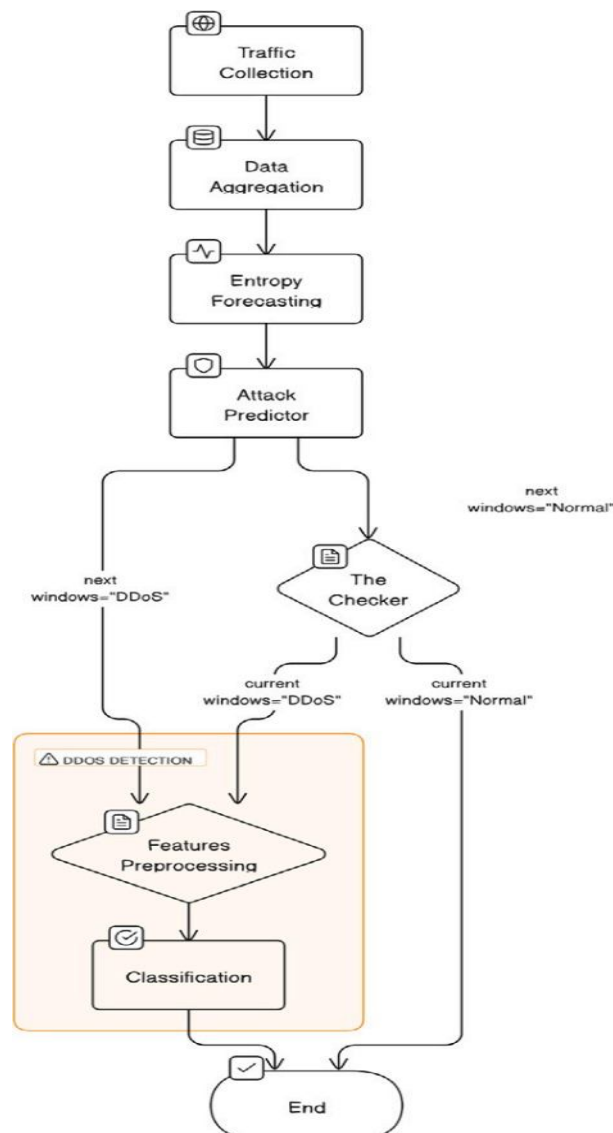 Traffic
Collection
Data
Aggregation
Entropy
Forecasting
Attack
Predictor
next
windows="Normal"
The
Checker
next
windows="DDoS"
current
windows="DDoS"
current
windows="Normal"
DDOS DETECTION
Features
Preprocessing
Classification
End